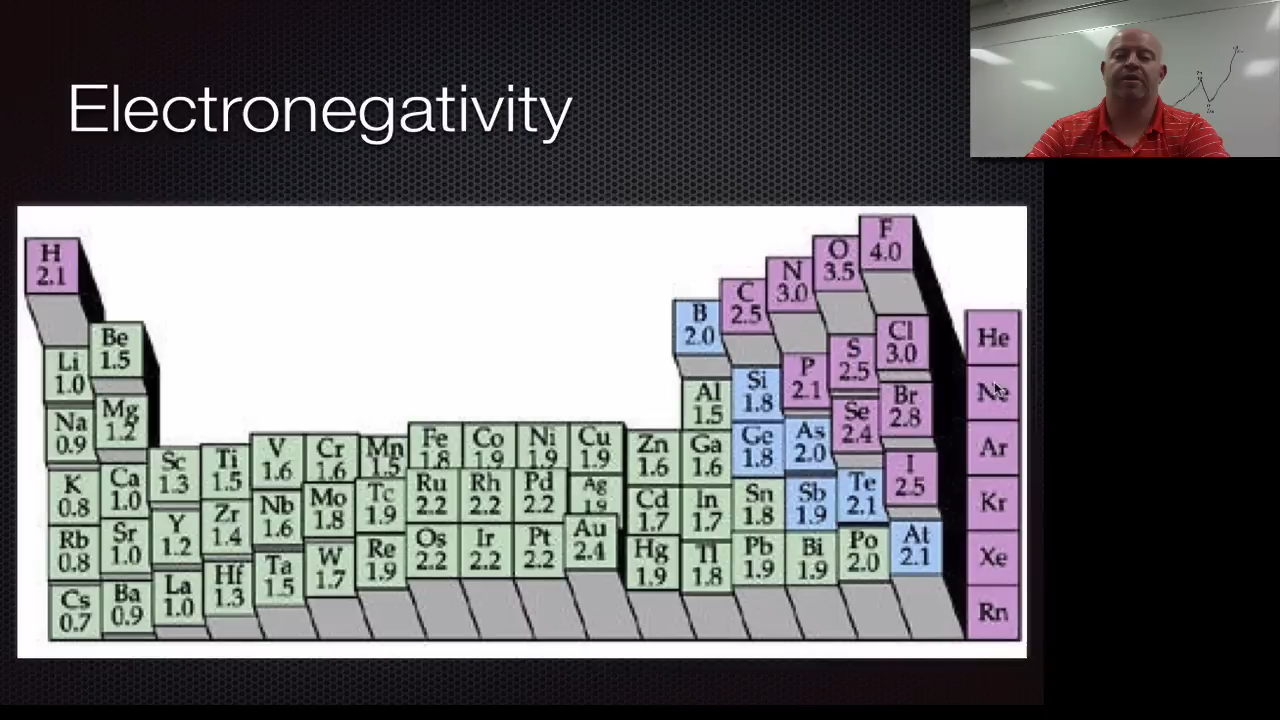 Electronegativity
H
2.1
Be
1.5
Li
1.0
Na
0.9
Mg
1.2
K
0.8
Ca
1.0
Sc
1.3
Ti
1.5
V
1.6
Cr
1.6
Mn
1.5
Fe
1.8
Co
1.9
Ni
1.9
Cu
1.9
Zn
1.6
Ga
1.6
Ge
1.8
As
2.0
Se
2.4
Br
2.8
B
2.0
C
2.5
N
3.0
O
3.5
F
4.0
Al
1.5
Si
1.8
P
2.1
S
2.5
Cl
3.0
Rb
0.8
Sr
1.0
Y
1.2
Zr
1.4
Nb
1.6
Mo
1.8
Tc
1.9
Ru
2.2
Rh
2.2
Pd
2.2
Ag
1.9
Cd
1.7
In
1.7
Sn
1.8
Sb
1.9
Te
2.1
I
2.5
Cs
0.7
Ba
0.9
La
1.0
Hf
1.3
Ta
1.5
W
1.7
Re
1.9
Os
2.2
Ir
2.2
Pt
2.2
Au
2.4
Hg
1.9
Tl
1.8
Pb
1.9
Bi
1.9
Po
2.0
At
2.1
He
Ne
Ar
Kr
Xe
Rn